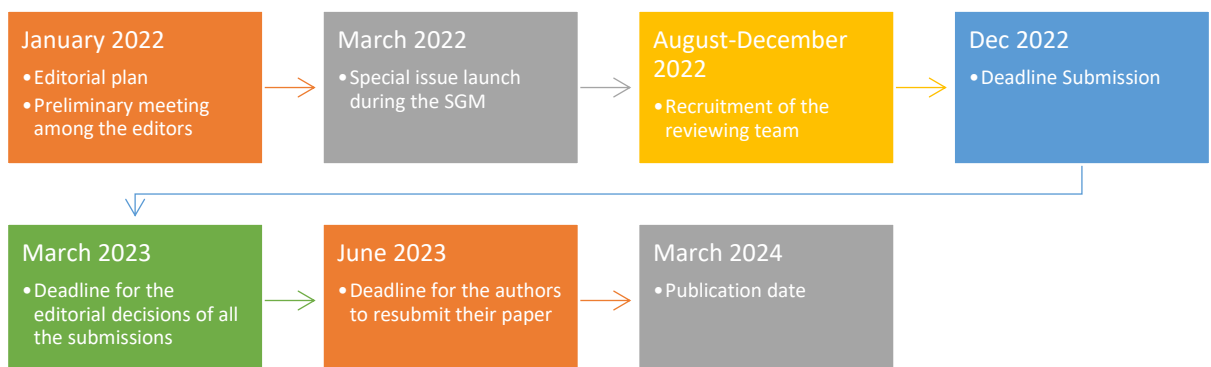 January 2022
•Editorial plan
•Preliminary meeting
among the editors
March 2022
•Special issue launch
during the SGM
August-December
2022
•Recruitment of the
reviewing team
Dec 2022
•Deadline Submission
March 2023
•Deadline for the
editorial decisions of all
the submissions
June 2023
•Deadline for the authors
to resubmit their paper
March 2024
•Publication date